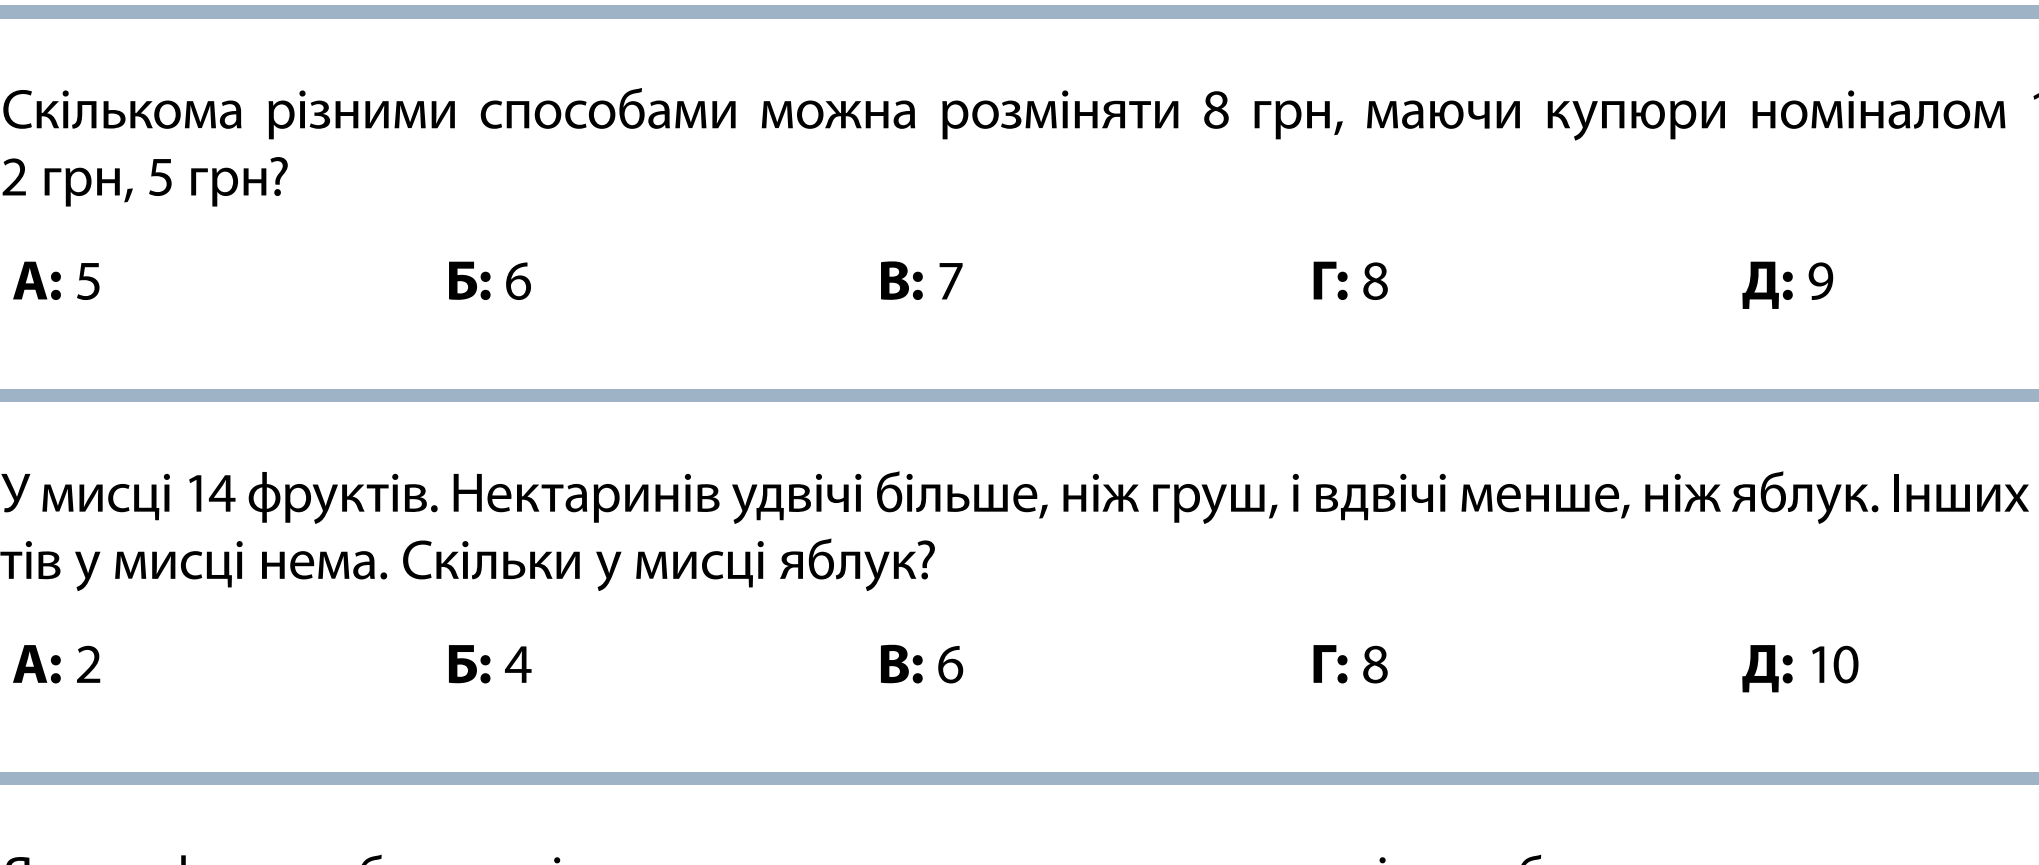 Скількома різними способами можна розміняти 8 грн, маючи купюри номіналом
2 грн, 5 грн?
А: 5 Б: 6 В: 7 Г: 8 Д: 9
У мисці 14 фруктів. Нектаринів удвічі більше, ніж груш, і вдвічі менше, ніж яблук. Інших
тів у мисці нема. Скільки у мисці яблук?
А: 2 Б: 4 В: 6 Г: 8 Д: 10